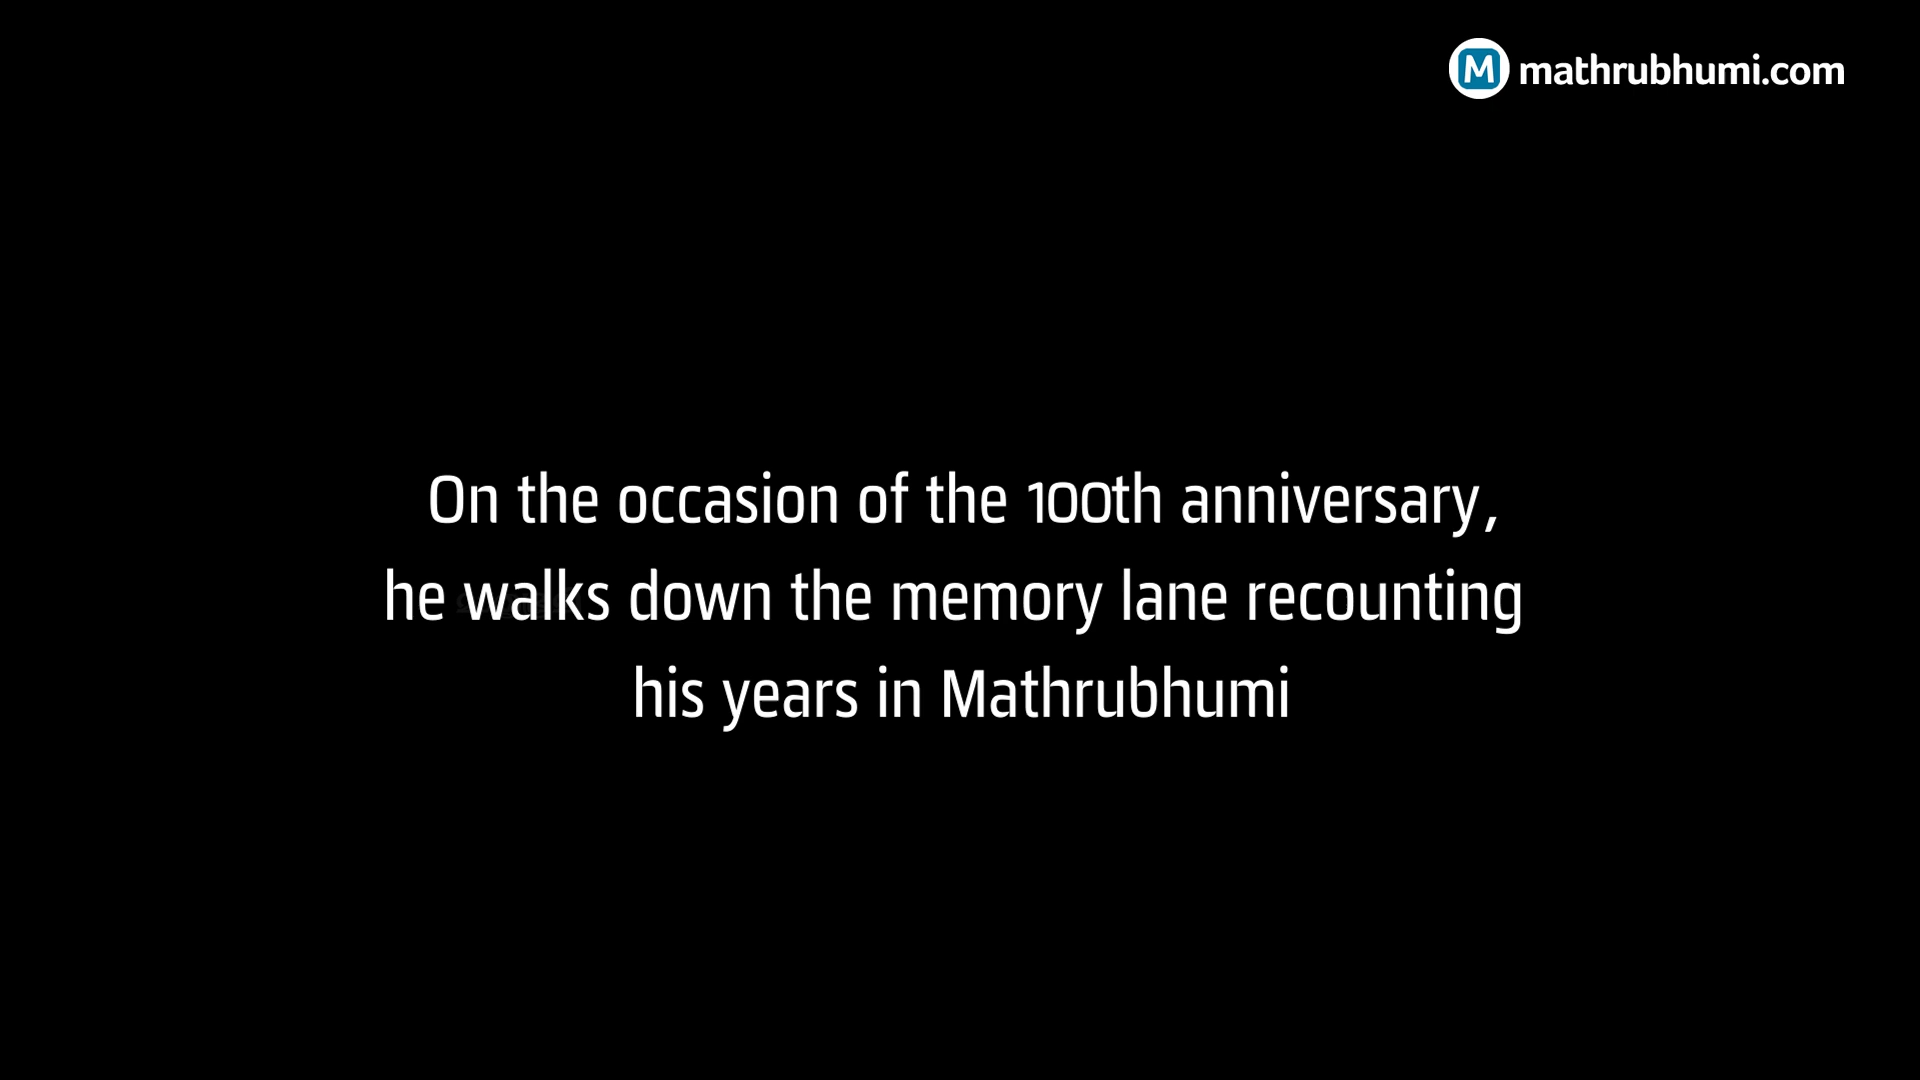 M mathrubhumi.com
On the occasion of the 100th anniversary,
he walks down the memory lane recounting
his years in Mathrubhumi